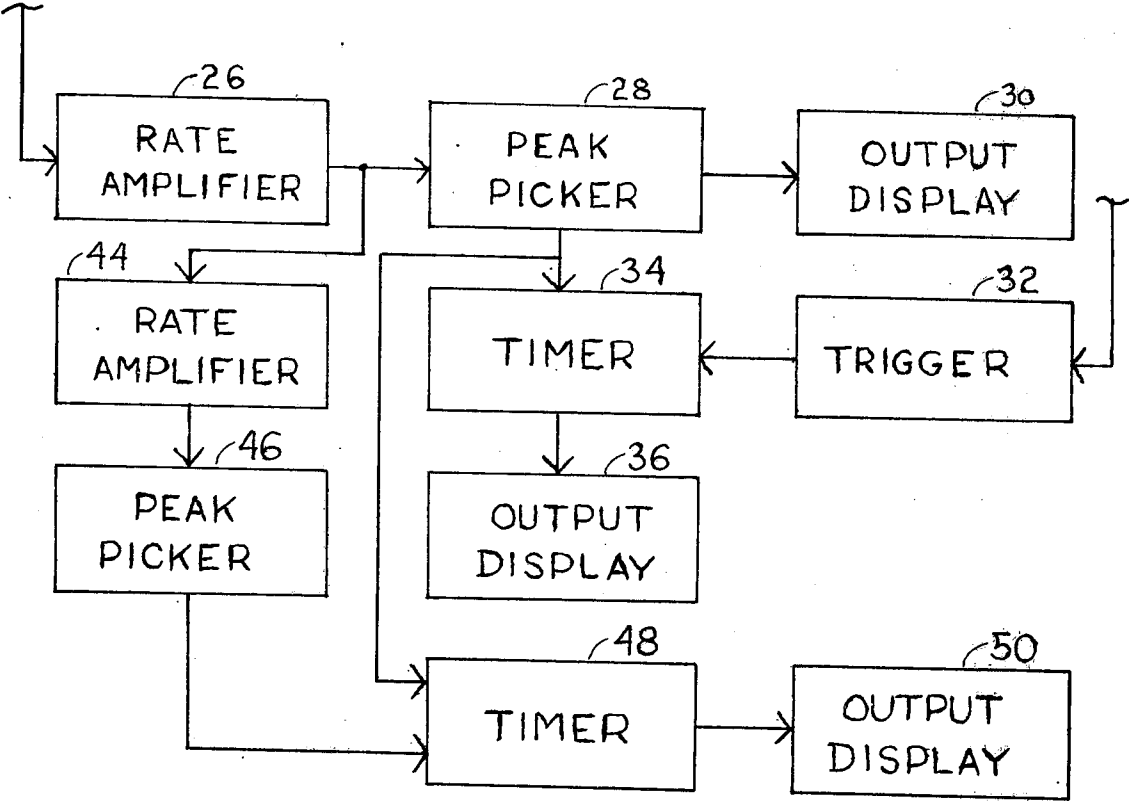 26
RATE
AMPLIFIER
28
PEAK
PICKER
30
OUTPUT
DISPLAY
44
RATE
AMPLIFIER
34
TIMER
32
TRIGGER
46
PEAK
PICKER
36
OUTPUT
DISPLAY
48
TIMER
50
OUTPUT
DISPLAY